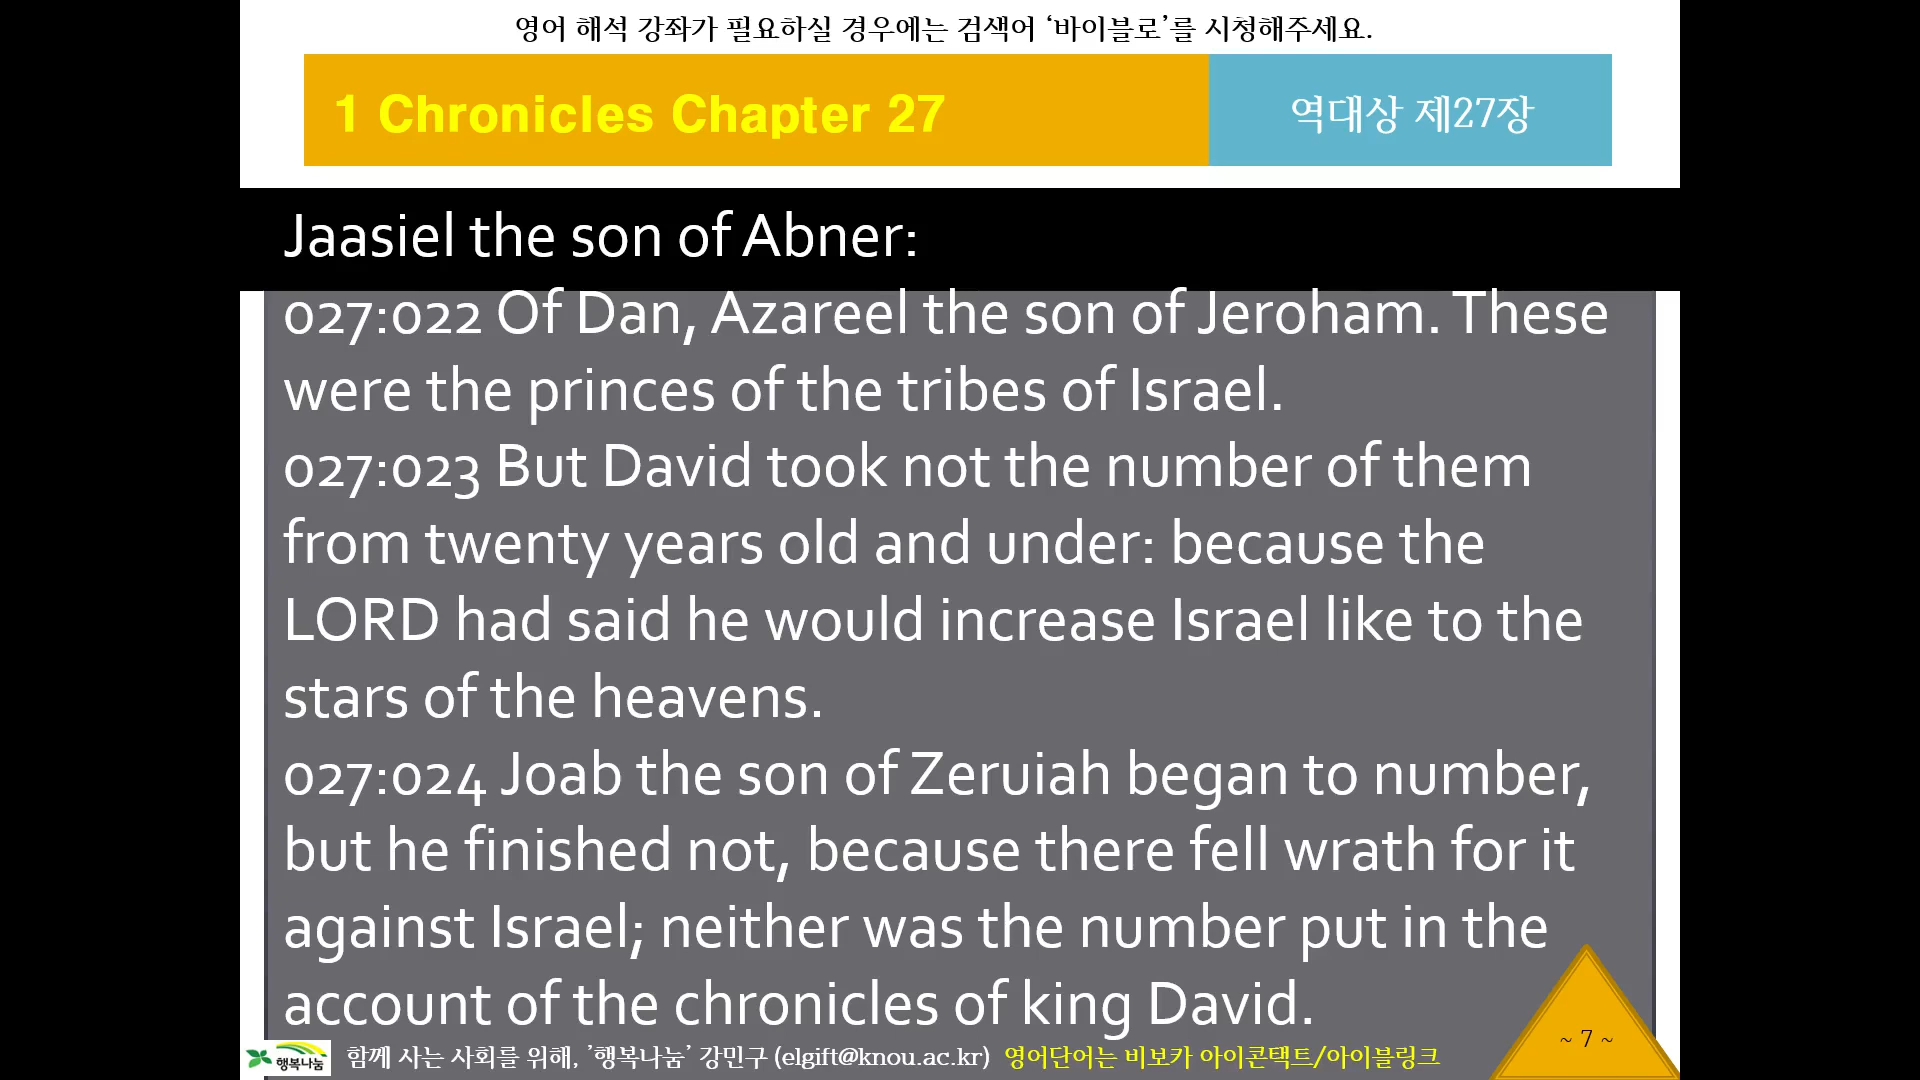 영어 해석 강좌가 필요하실 경우에는 검색어 ‘바이블로’를 시청해주세요.
1 Chronicles Chapter 27
역대상 제27장
Jaasiel the son of Abner:
027:022 Of Dan, Azareel the son of Jeroham. These
were the princes of the tribes of Israel.
027:023 But David took not the number of them
from twenty years old and under: because the
LORD had said he would increase Israel like to the
stars of the heavens.
027:024 Joab the son of Zeruiah began to number,
but he finished not, because there fell wrath for it
against Israel; neither was the number put in the
account of the chronicles of king David.
~ 7 ~
행복나눔
함께 사는 사회를 위해, ’행복나눔’ 강민구 (elgift@knou.ac.kr) 영어단어는 비보카 아이콘택트/아이블링크